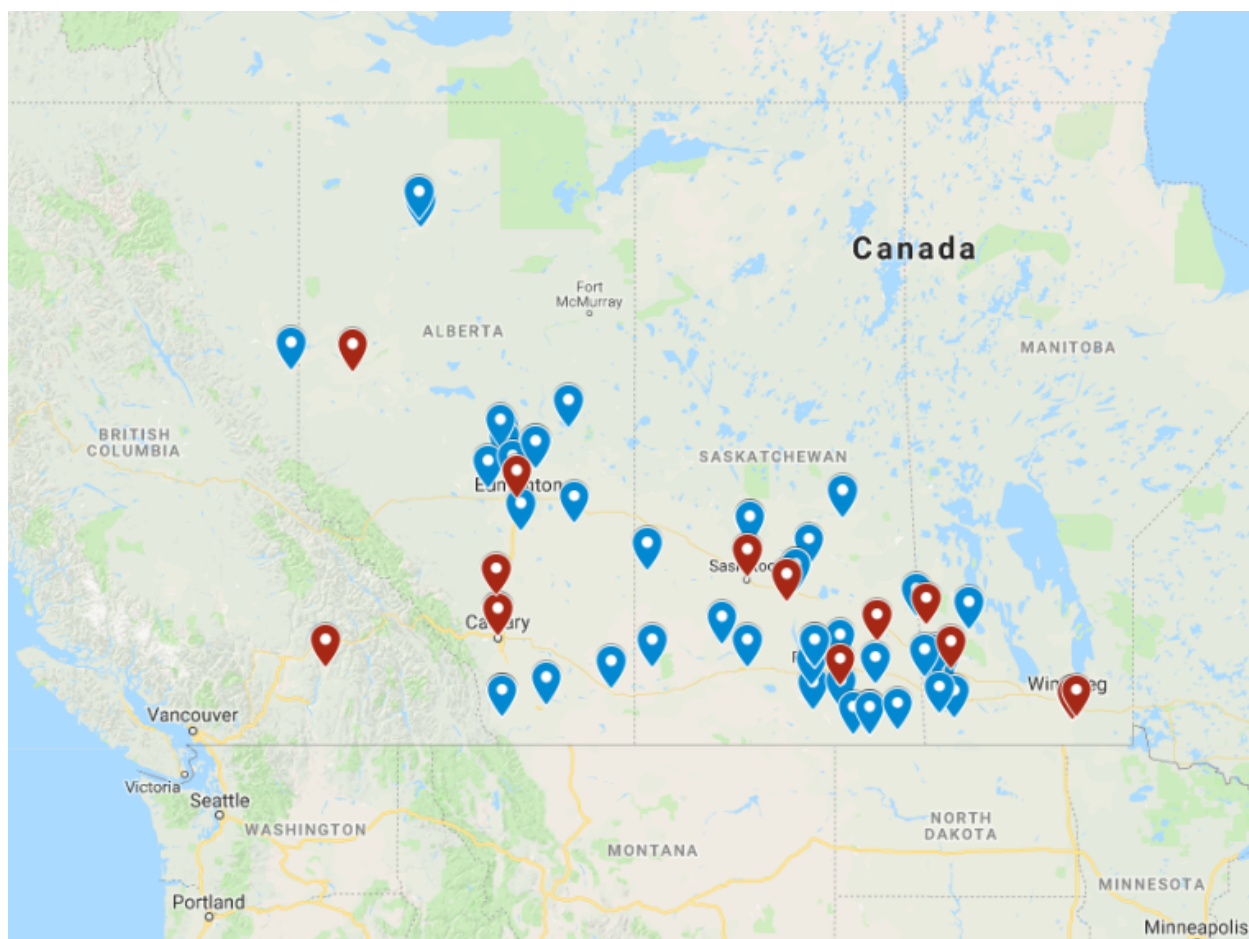 Canada
Fort
McMurray
ALBERTA
MANITOBA
BRITISH
COLUMBIA
SASKATCHEWAN
Vancouver
Victoria
Seattle
WASHINGTON
NORTH
DAKOTA
MONTANA
MINNESOTA
Portland
Minneapolis